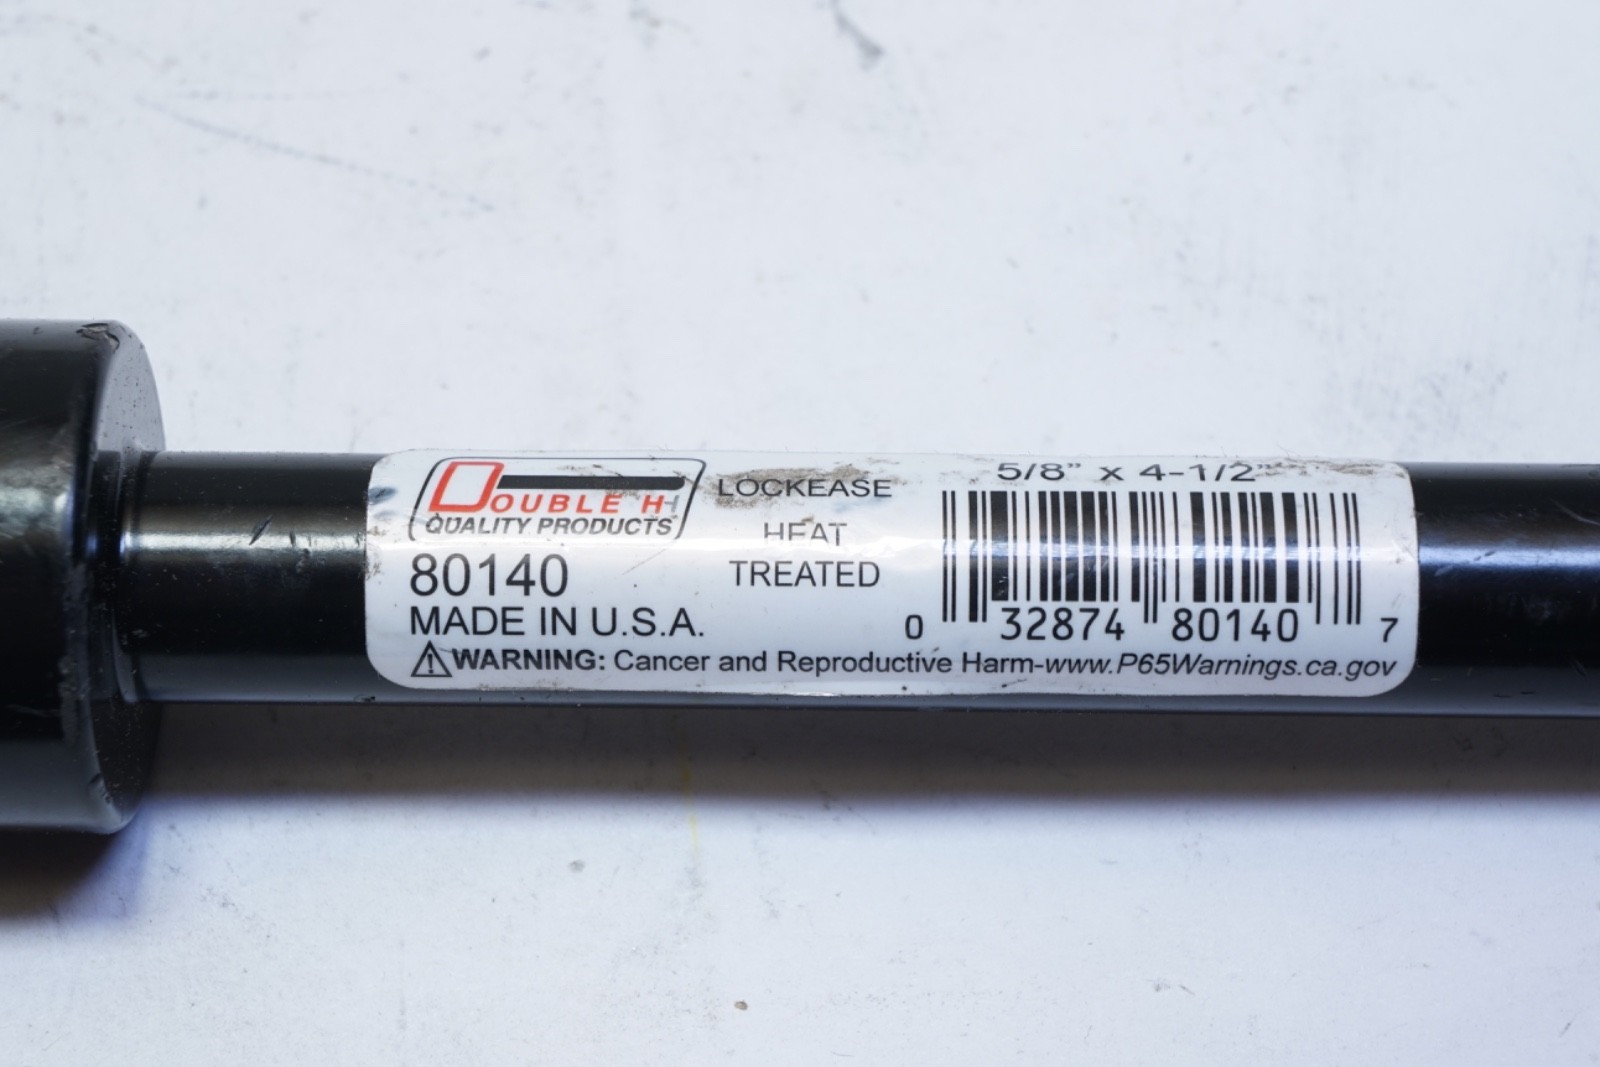 DOUBLE HH
QUALITY PRODUCTS
80140
MADE IN U.S.A.
LOCKEASE
HEAT
TREATED
5/8" x 4-1/2"
0 32874 80140 7
⚠WARNING: Cancer and Reproductive Harm-www.P65Warnings.ca.gov